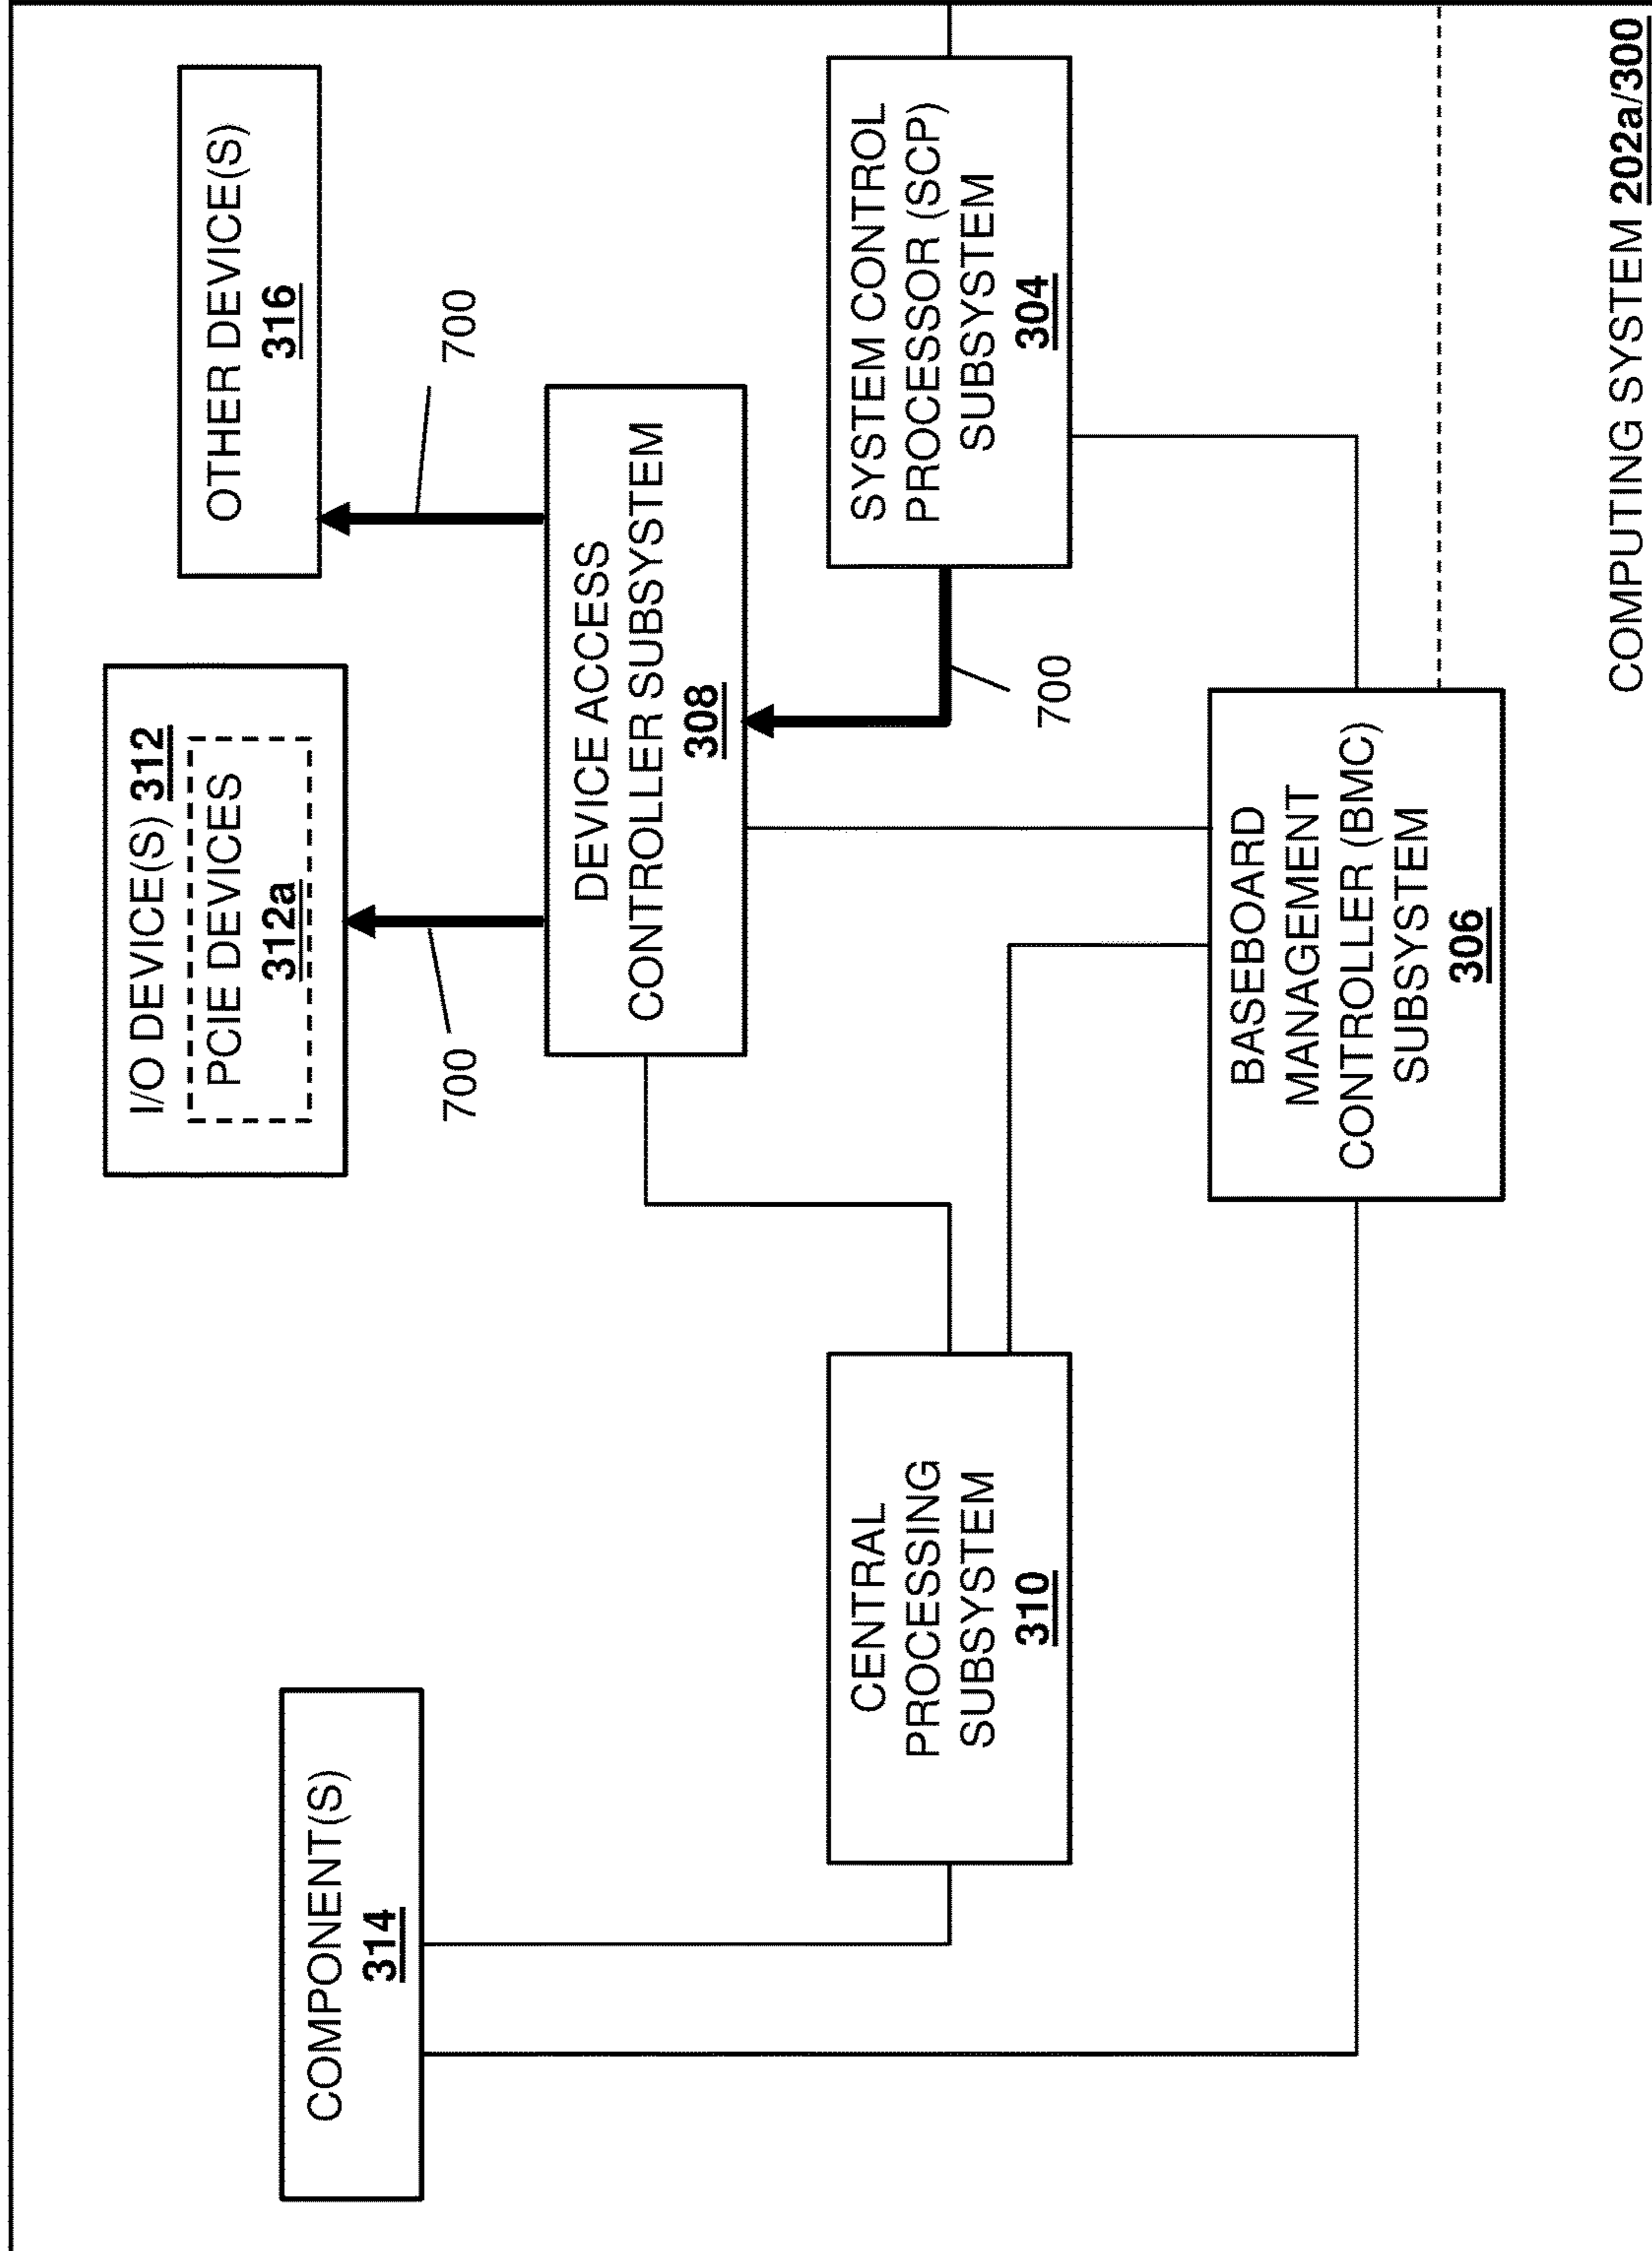 COMPONENT(S)
314
I/O DEVICE(S) 312
PCIE DEVICES
312a
OTHER DEVICE(S)
316
700
700
DEVICE ACCESS
CONTROLLER SUBSYSTEM
308
CENTRAL
PROCESSING
SUBSYSTEM
310
SYSTEM CONTROL
PROCESSOR (SCP)
SUBSYSTEM
304
700
BASEBOARD
MANAGEMENT
CONTROLLER (BMC)
SUBSYSTEM
306
COMPUTING SYSTEM 202a/300